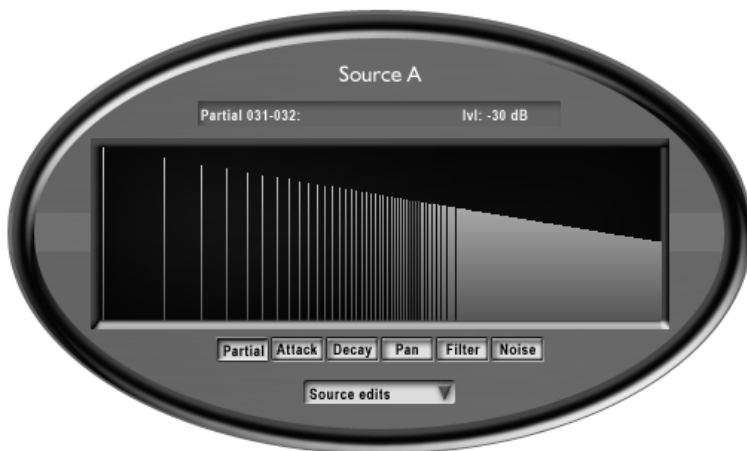 Source A
Partial 031-032: lvl: -30 dB
Partial Attack Decay Pan Filter Noise
Source edits